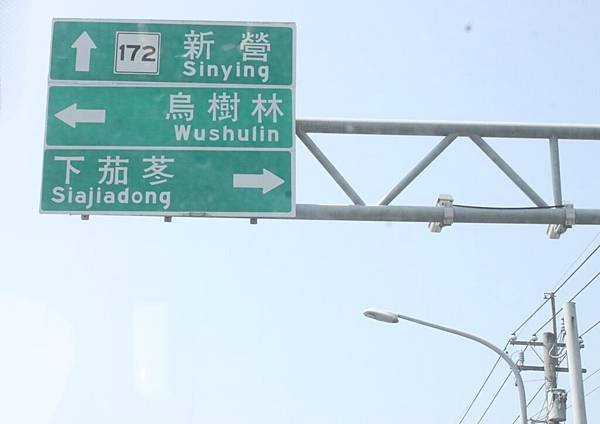 172 新營
Sinying
烏樹林
Wushulin
下茄苳
Siajiadong